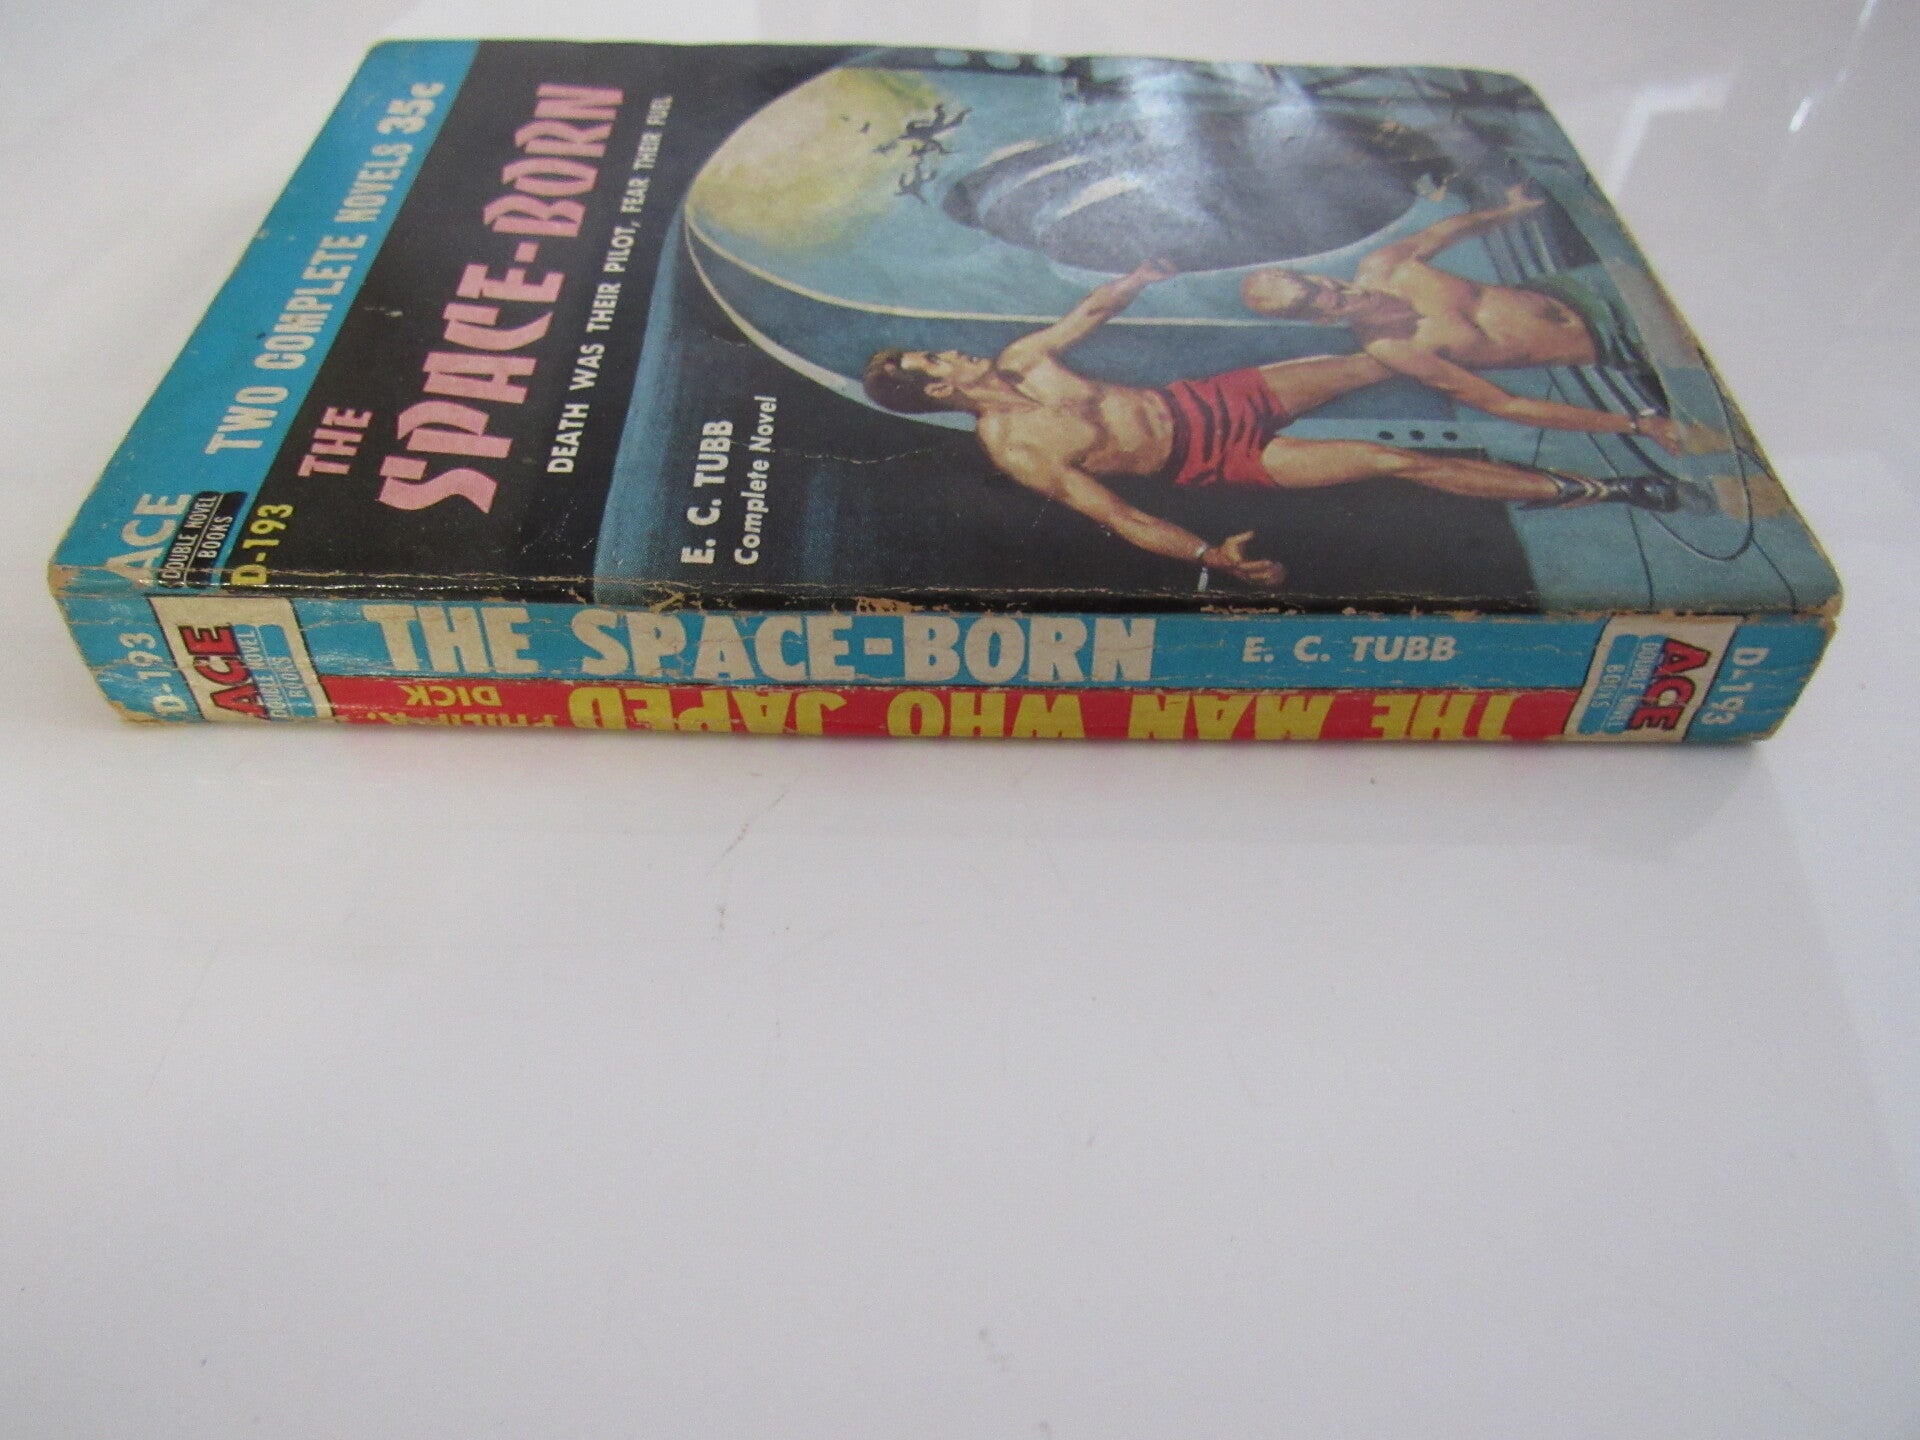 ACE
DOUBLE NOVEL
BOOKS
TWO COMPLETE NOVELS 35c
D-193
THE
SPACE-BORN
DEATH WAS THEIR PILOT, FEAR THEIR FUEL
E. C. TUBB
Complete Novel
D-193
ACE
DOUBLE NOVEL
BOOKS
THE SPACE-BORN
E. C. TUBB
D-193
ACE
DOUBLE NOVEL
BOOKS
THE MAN WHO JAPED
PHILIP K.
DICK